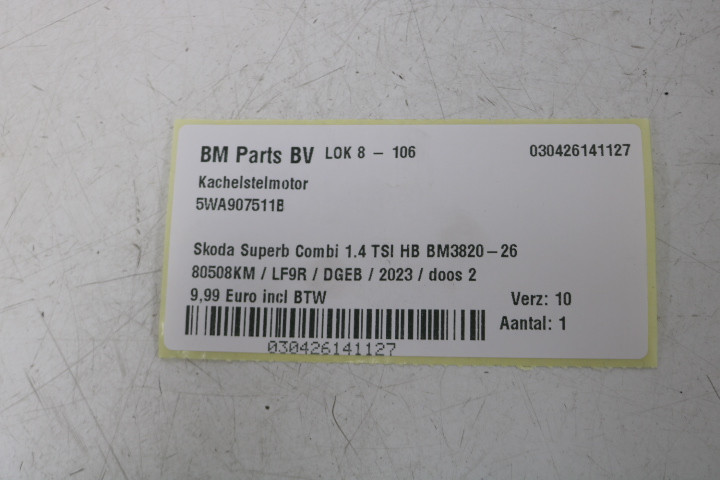 BM Parts BV LOK 8 - 106 030426141127
Kachelstelmotor
5WA907511B
Skoda Superb Combi 1.4 TSI HB BM3820-26
80508KM / LF9R / DGEB / 2023 / doos 2
9,99 Euro incl BTW Verz: 10
Aantal: 1
030426141127